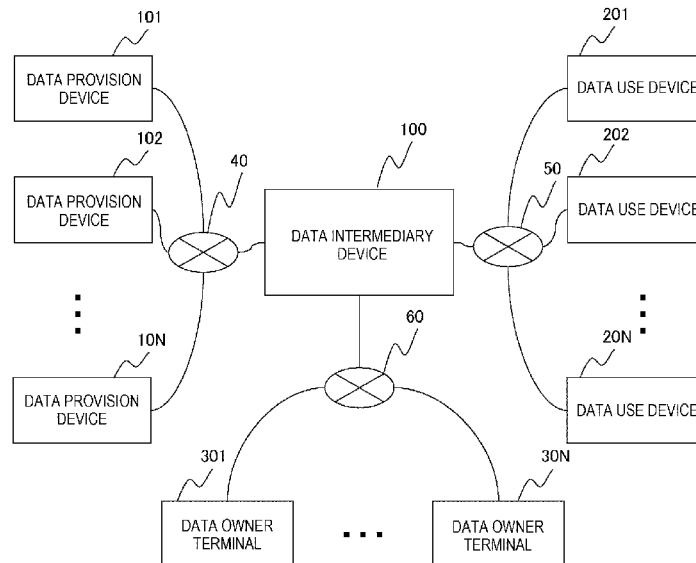 101
DATA PROVISION
DEVICE
102
DATA PROVISION
DEVICE
10N
DATA PROVISION
DEVICE
40
100
DATA INTERMEDIARY
DEVICE
50
201
DATA USE DEVICE
202
DATA USE DEVICE
20N
DATA USE DEVICE
60
301
DATA OWNER
TERMINAL
30N
DATA OWNER
TERMINAL